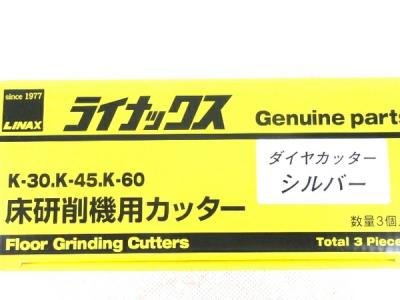 since 1977
LINAX
ライナックス
Genuine parts
K-30.K-45.K-60
ダイヤカッター
シルバー
床研削機用カッター
数量3個
Floor Grinding Cutters
Total 3 Piece